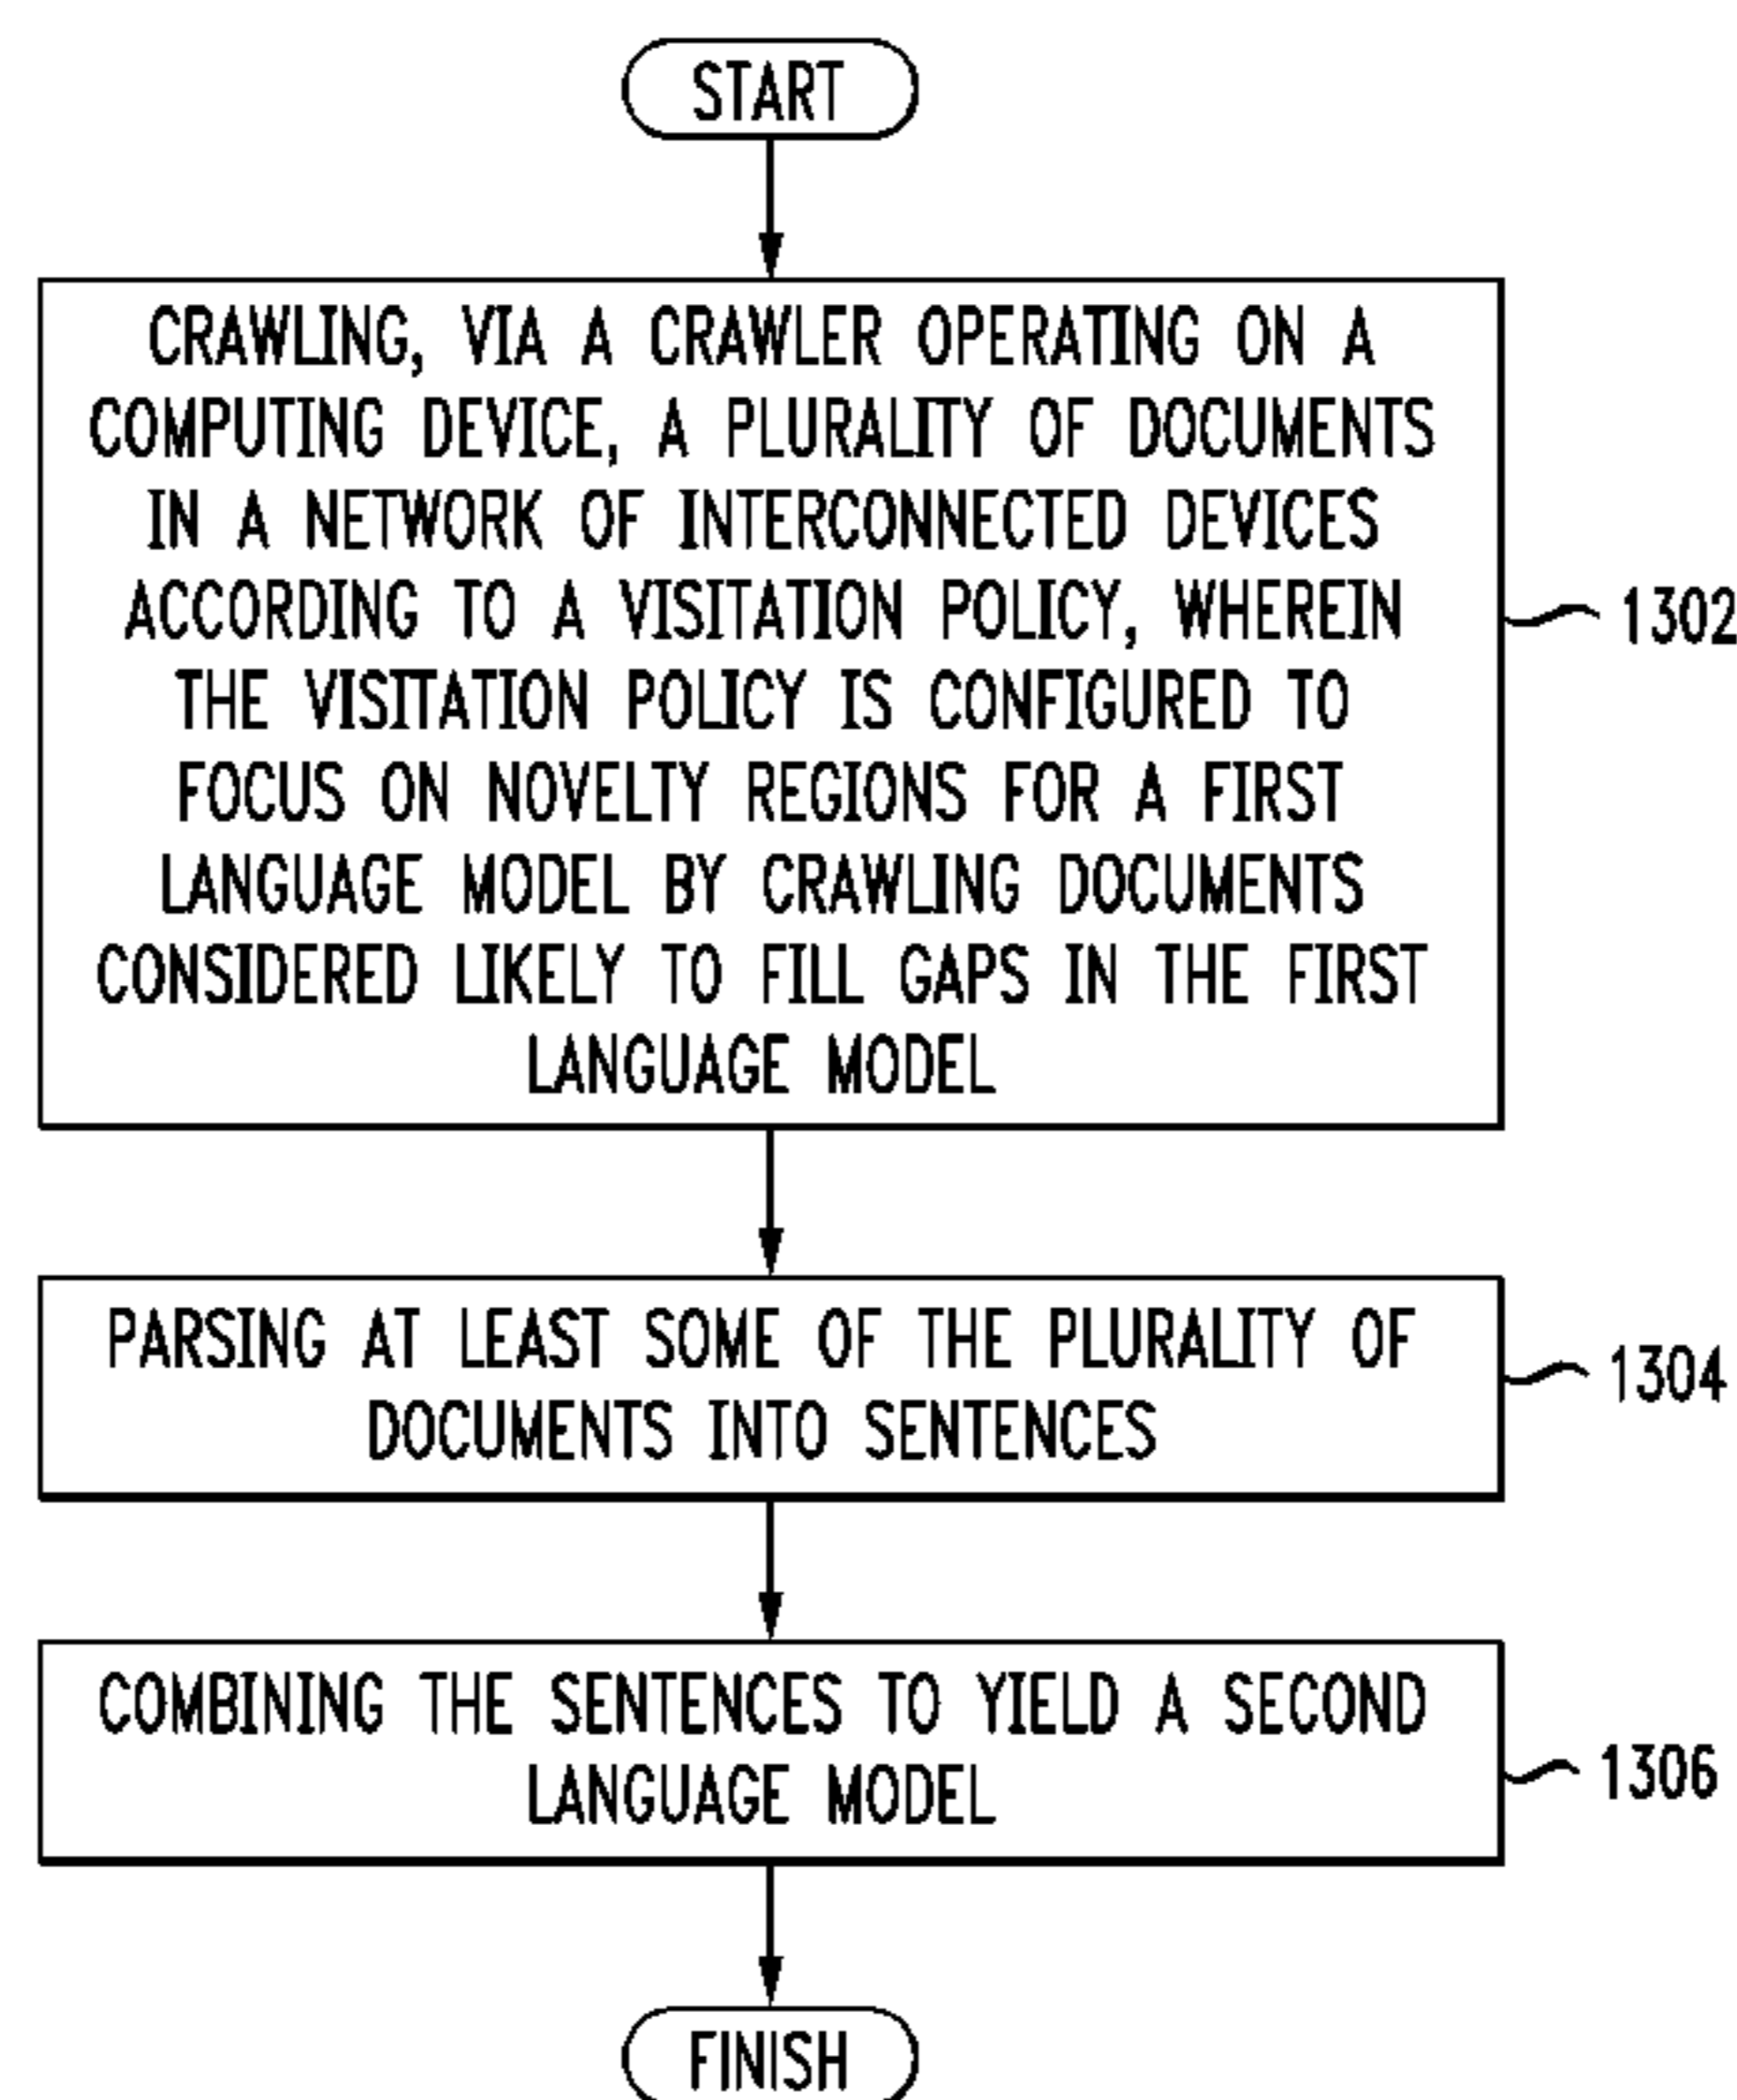 START
CRAWLING, VIA A CRAWLER OPERATING ON A
COMPUTING DEVICE, A PLURALITY OF DOCUMENTS
IN A NETWORK OF INTERCONNECTED DEVICES
ACCORDING TO A VISITATION POLICY, WHEREIN
THE VISITATION POLICY IS CONFIGURED TO
FOCUS ON NOVELTY REGIONS FOR A FIRST
LANGUAGE MODEL BY CRAWLING DOCUMENTS
CONSIDERED LIKELY TO FILL GAPS IN THE FIRST
LANGUAGE MODEL
1302
PARSING AT LEAST SOME OF THE PLURALITY OF
DOCUMENTS INTO SENTENCES
1304
COMBINING THE SENTENCES TO YIELD A SECOND
LANGUAGE MODEL
1306
FINISH